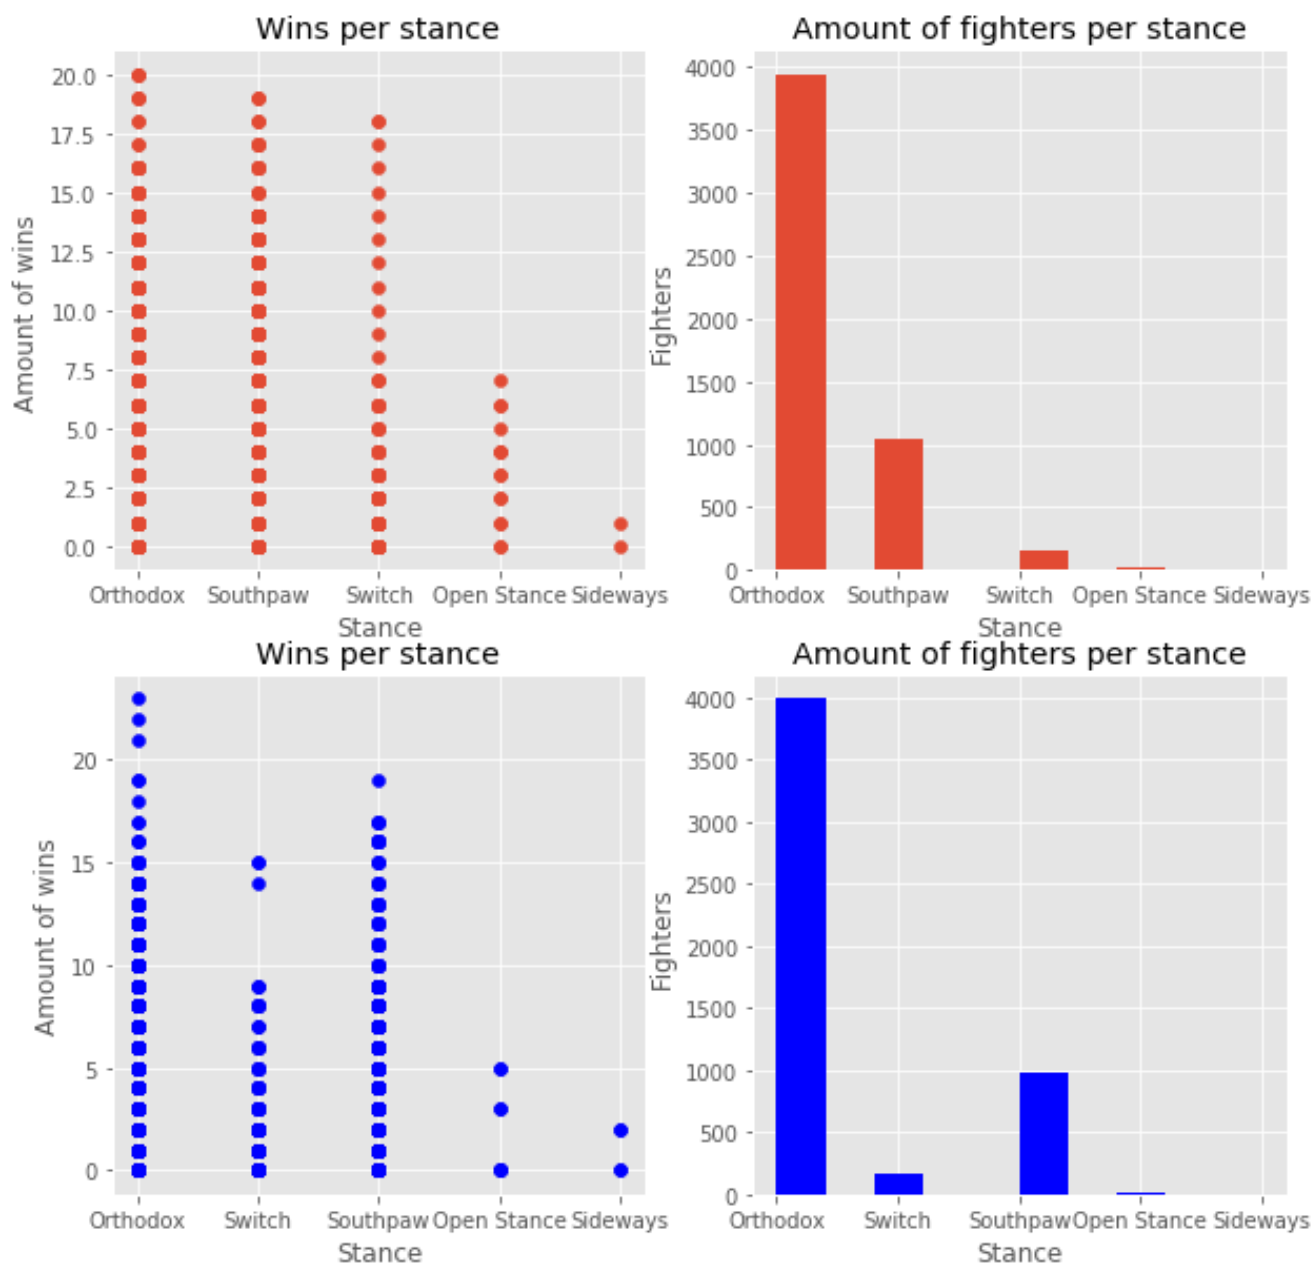 Wins per stance
Amount of wins
20.0
17.5
15.0
12.5
10.0
7.5
5.0
2.5
0.0
Orthodox Southpaw Switch Open Stance Sideways
Stance
Amount of fighters per stance
Fighters
4000
3500
3000
2500
2000
1500
1000
500
0
Orthodox Southpaw Switch Open Stance Sideways
Stance
Wins per stance
Amount of wins
20
15
10
5
0
Orthodox Switch Southpaw Open Stance Sideways
Stance
Amount of fighters per stance
Fighters
4000
3500
3000
2500
2000
1500
1000
500
0
Orthodox Switch Southpaw Open Stance Sideways
Stance